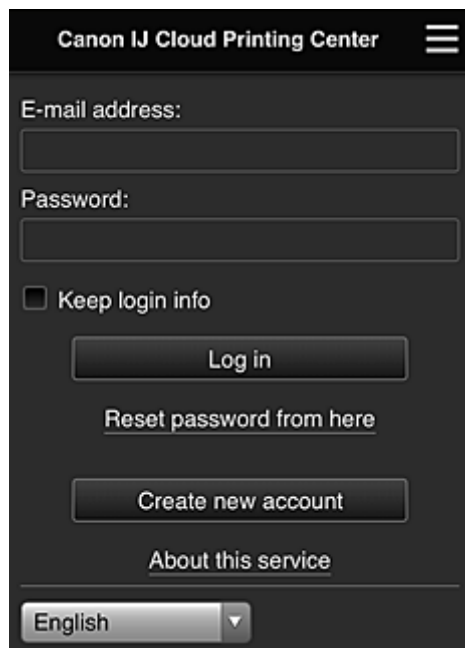 Canon IJ Cloud Printing Center
E-mail address:
Password:
Keep login info
Log in
Reset password from here
Create new account
About this service
English